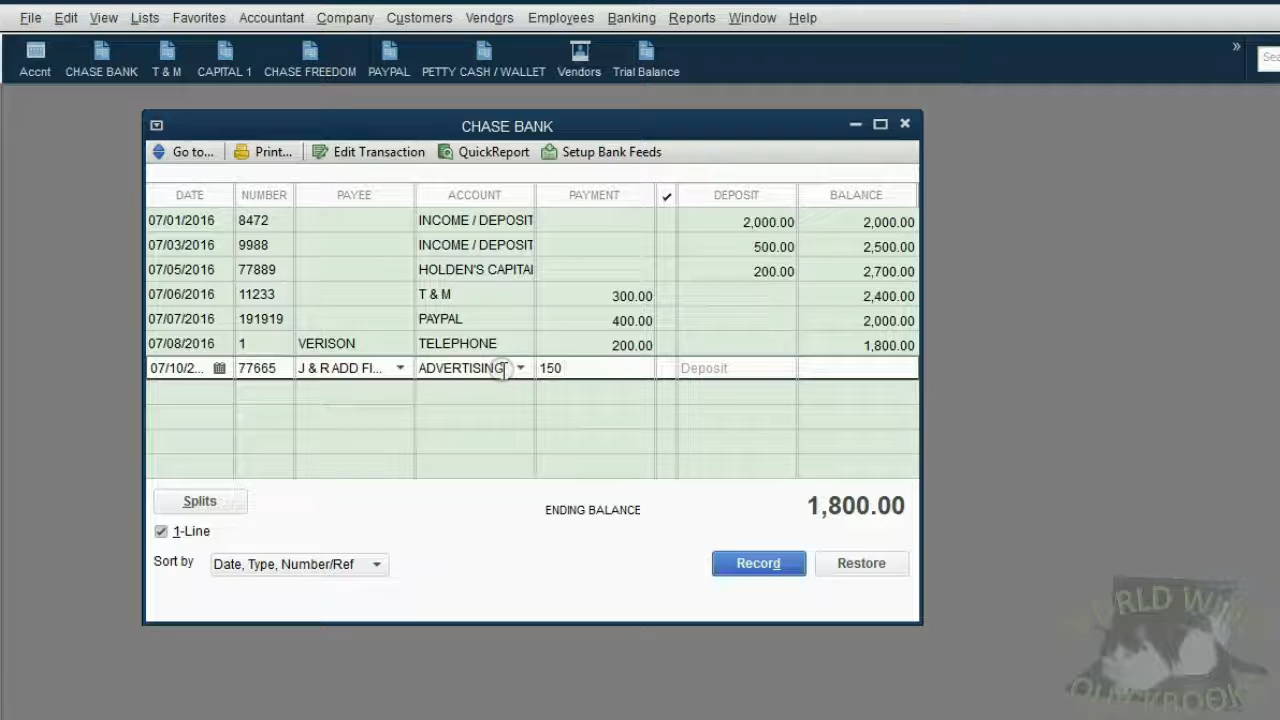 File Edit View Lists Favorites Accountant Company Customers Vendors Employees Banking Reports Window Help
»
Accnt CHASE BANK T & M CAPITAL 1 CHASE FREEDOM PAYPAL PETTY CASH / WALLET Vendors Trial Balance
CHASE BANK
Go to... Print... Edit Transaction QuickReport Setup Bank Feeds
DATE NUMBER PAYEE ACCOUNT PAYMENT ✓ DEPOSIT BALANCE
07/01/2016 8472 INCOME / DEPOSIT 2,000.00 2,000.00
07/03/2016 9988 INCOME / DEPOSIT 500.00 2,500.00
07/05/2016 77889 HOLDEN'S CAPITAL 200.00 2,700.00
07/06/2016 11233 T & M 300.00 2,400.00
07/07/2016 191919 PAYPAL 400.00 2,000.00
07/08/2016 1 VERISON TELEPHONE 200.00 1,800.00
07/10/2... 77665 J & R ADD FI... ADVERTISING 150 Deposit
Splits
ENDING BALANCE 1,800.00
1-Line
Sort by Date, Type, Number/Ref
Record Restore